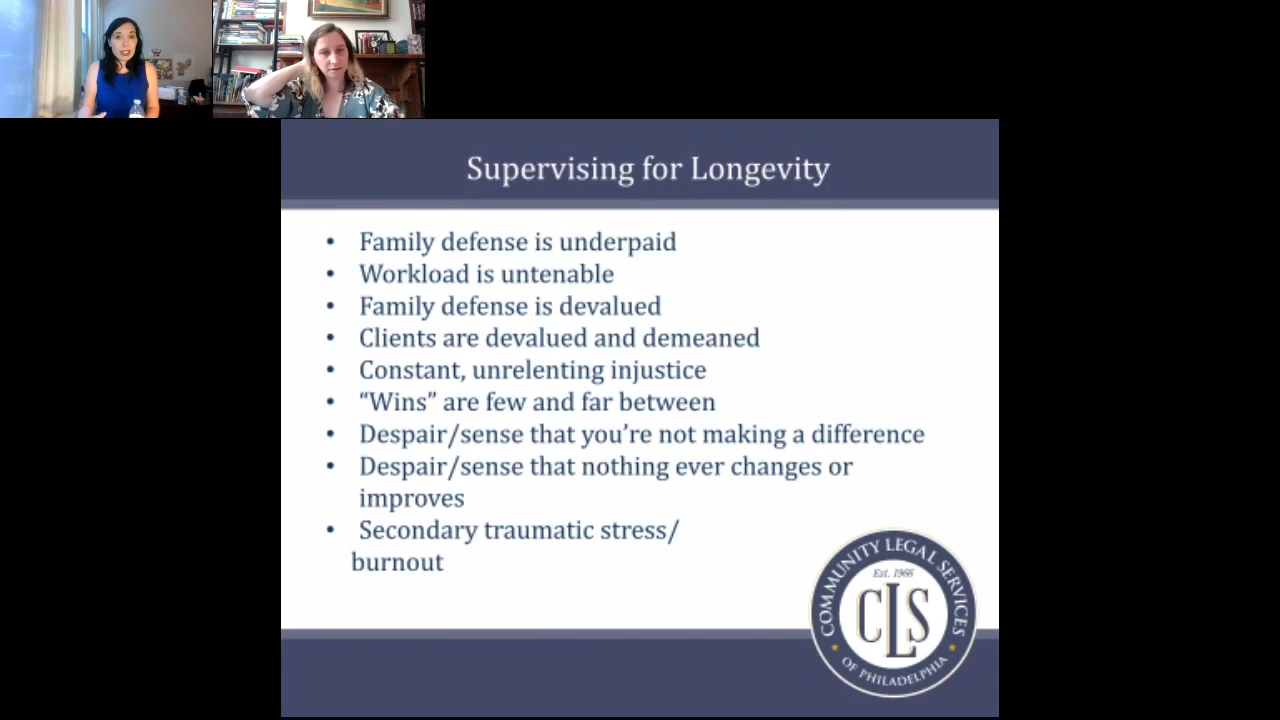 Supervising for Longevity
• Family defense is underpaid
• Workload is untenable
• Family defense is devalued
• Clients are devalued and demeaned
• Constant, unrelenting injustice
• “Wins” are few and far between
• Despair/sense that you’re not making a difference
• Despair/sense that nothing ever changes or
improves
• Secondary traumatic stress/
burnout
COMMUNITY LEGAL SERVICES
Est. 1966
CLS
OF PHILADELPHIA